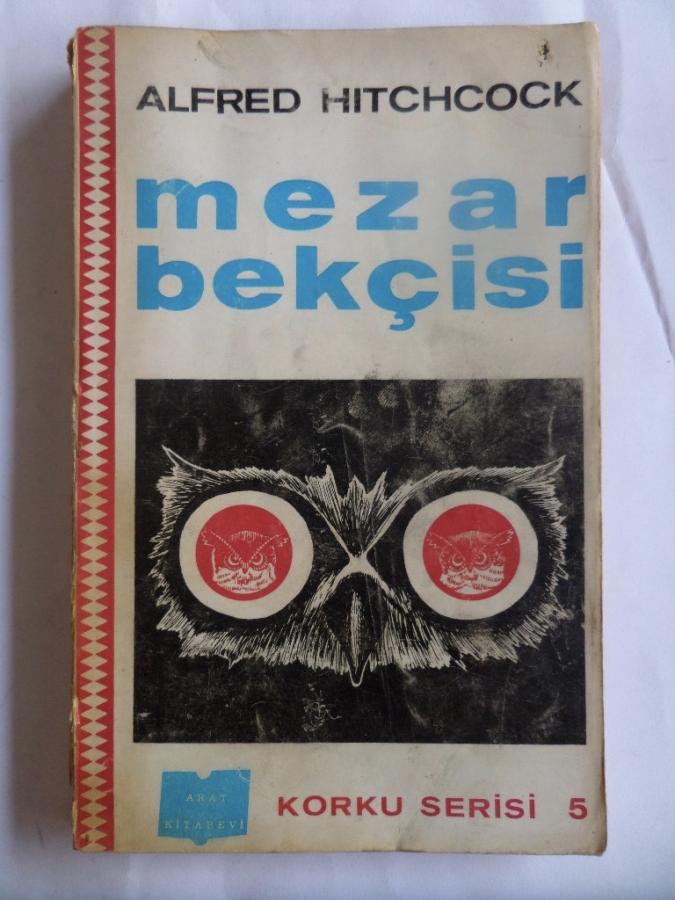 ALFRED HITCHCOCK
mezar
bekçisi
ARAT
KİTABEVİ
KORKU SERİSİ 5